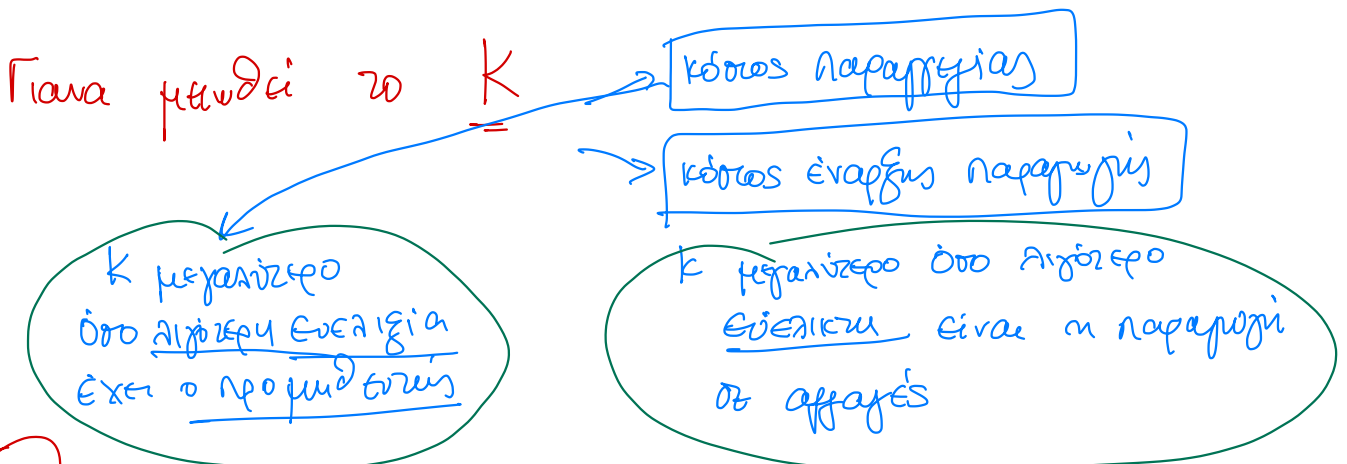 Για να μειωθεί το Κ
κόστος παραγγελίας
κόστος έναρξης παραγωγής
Κ μεγαλύτερο
όσο λιγότερη ευελιξία
έχει ο προμηθευτής
Κ μεγαλύτερο όσο λιγότερο
ευέλικτη είναι η παραγωγή
σε αλλαγές